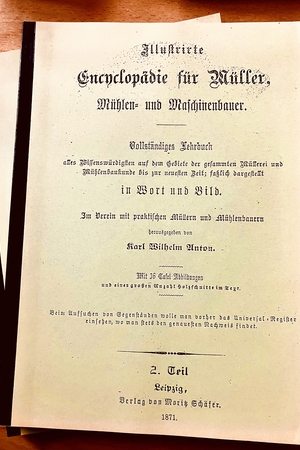 Illustrirte
Encyclopädie für Müller,
Mühlen- und Maschinenbauer.
Vollständiges Lehrbuch
alles Wissenswürdigsten auf dem Gebiete der gesammten Müllerei und
Mühlenbaukunde bis zur neuesten Zeit; faßlich dargestellt
in Wort und Bild.
Im Verein mit praktischen Müllern und Mühlenbauern
herausgegeben von
Karl Wilhelm Anton.
Mit 36 Tafel Abbildungen
und einer großen Anzahl Holzschnitte im Text.
Beim Aufsuchen von Gegenständen wolle man vorher das Universal-Register
einsehen, wo man stets den genauesten Nachweis findet.
2. Teil
Leipzig,
Verlag von Moritz Schäfer.
1871.